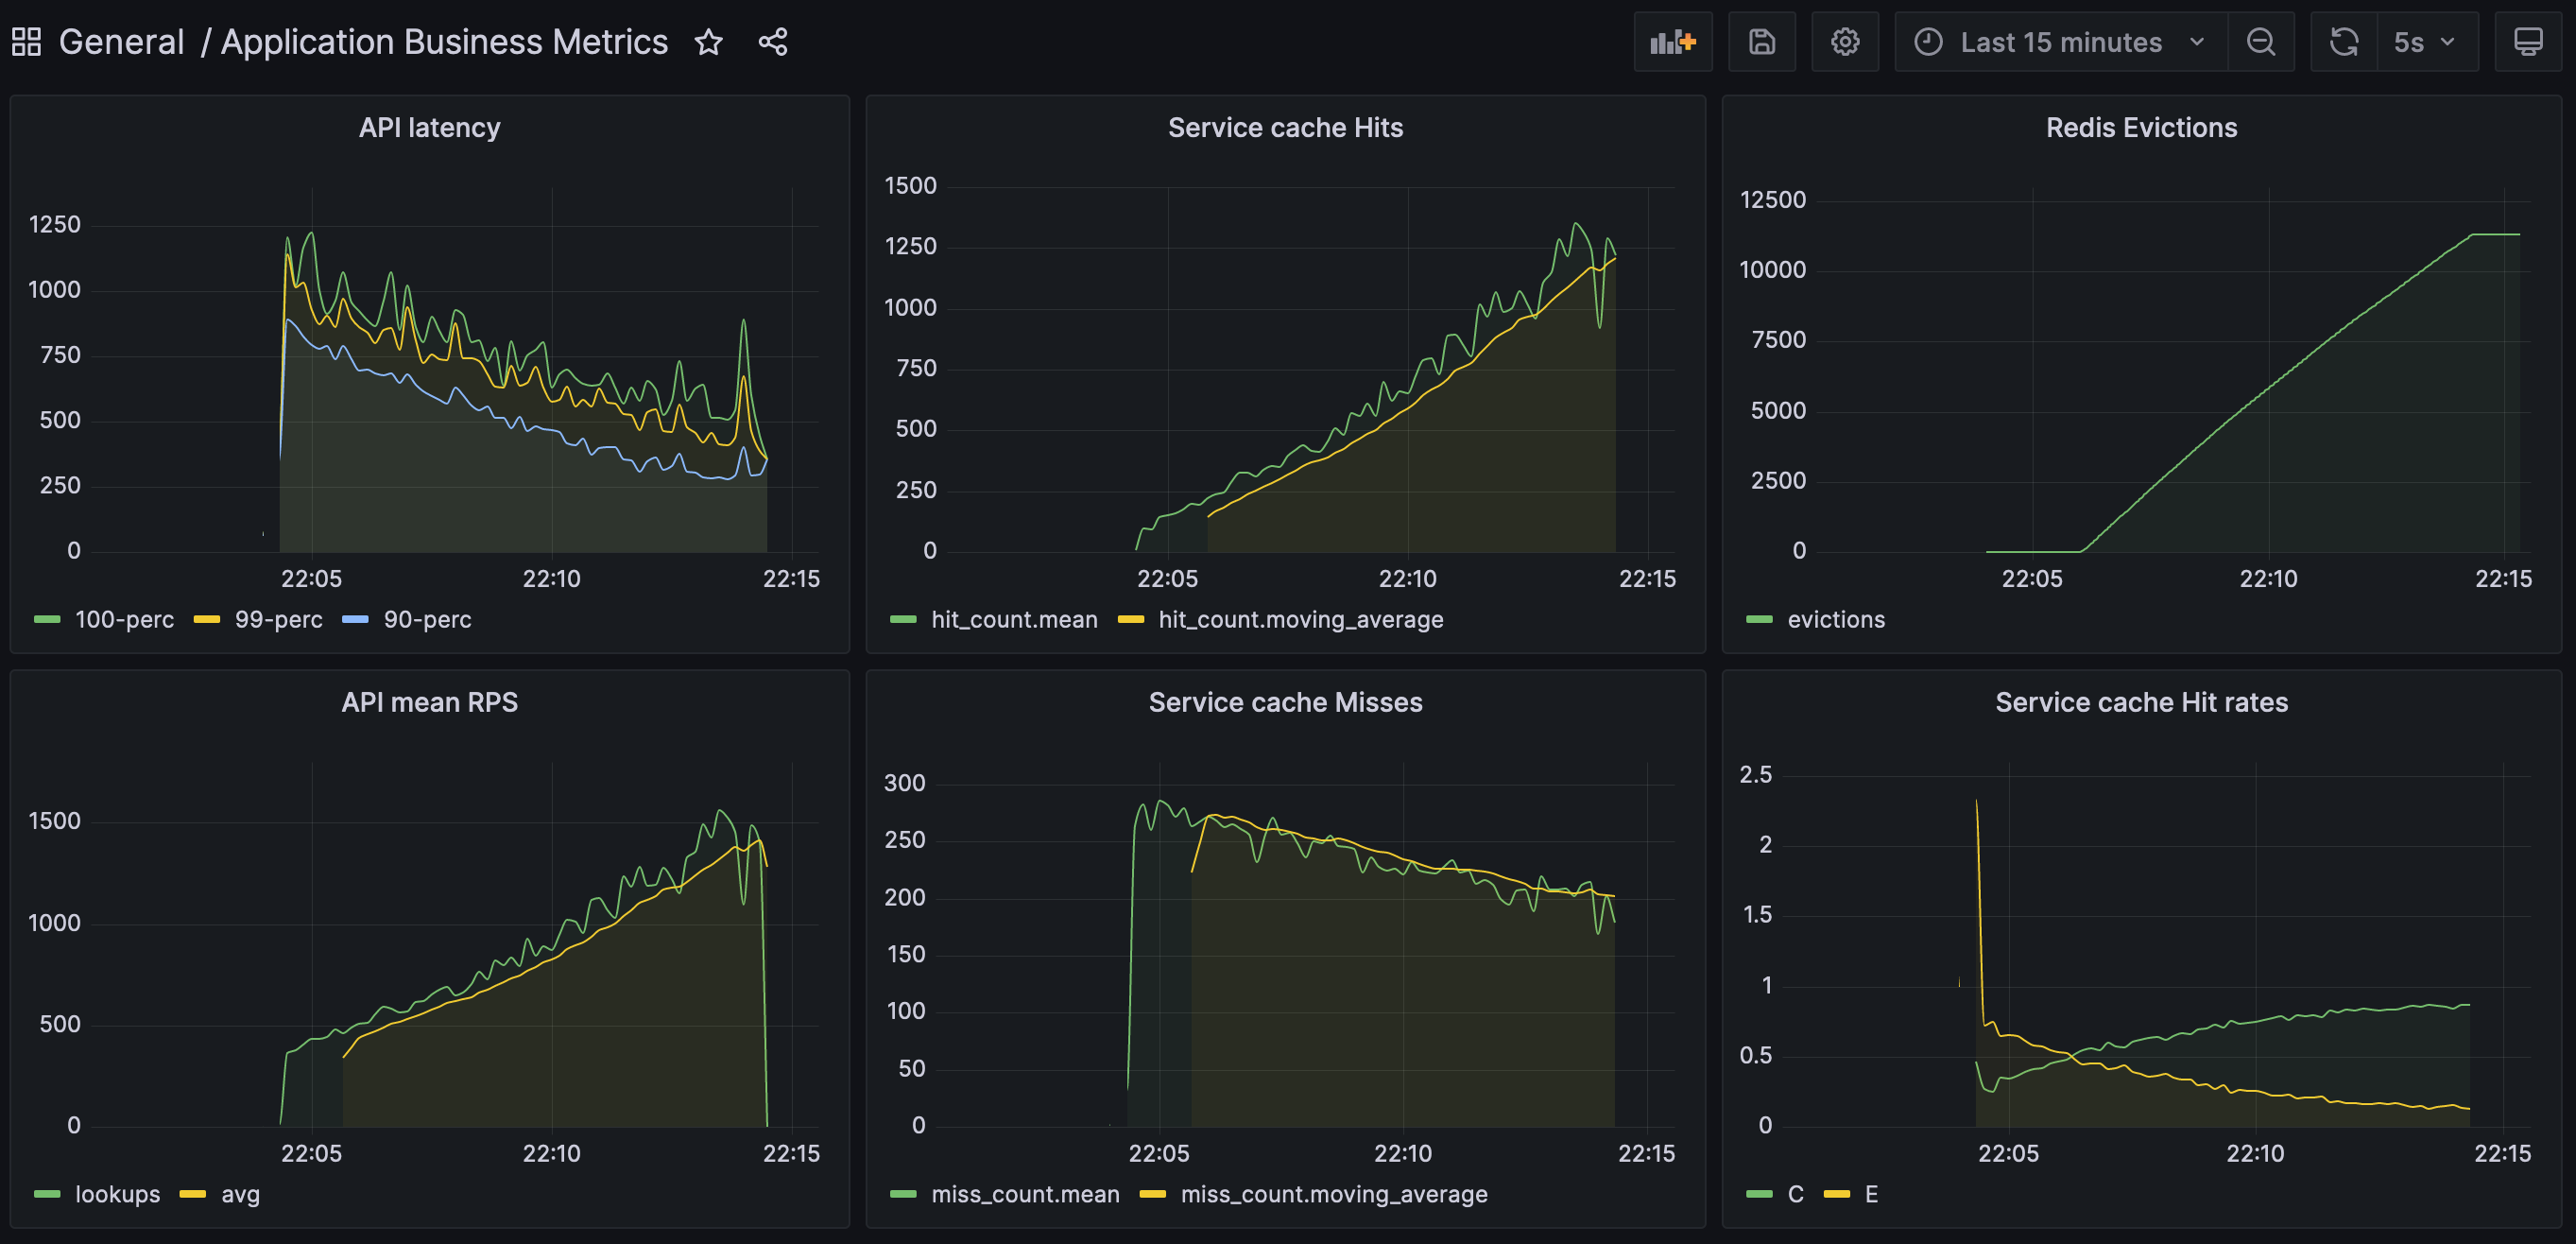 General / Application Business Metrics
Last 15 minutes
5s
API latency
1250
1000
750
500
250
0
22:05 22:10 22:15
100-perc 99-perc 90-perc
Service cache Hits
1500
1250
1000
750
500
250
0
22:05 22:10 22:15
hit_count.mean hit_count.moving_average
Redis Evictions
12500
10000
7500
5000
2500
0
22:05 22:10 22:15
evictions
API mean RPS
1500
1000
500
0
22:05 22:10 22:15
lookups avg
Service cache Misses
300
250
200
150
100
50
0
22:05 22:10 22:15
miss_count.mean miss_count.moving_average
Service cache Hit rates
2.5
2
1.5
1
0.5
0
22:05 22:10 22:15
C E